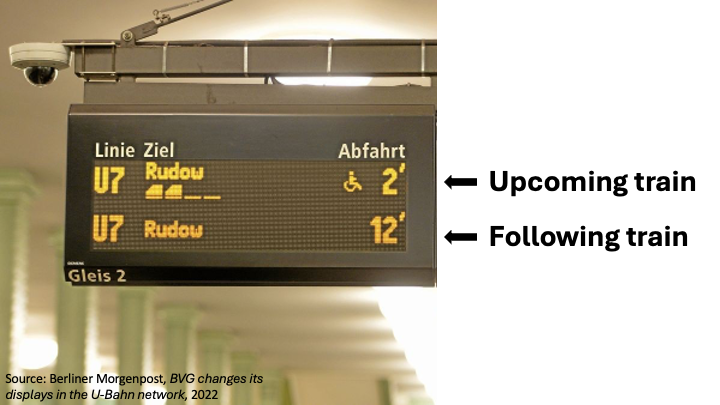 Linie Ziel Abfahrt
U7 Rudow 2'
U7 Rudow 12'
SIEMENS
Gleis 2
Upcoming train
Following train
Source: Berliner Morgenpost, BVG changes its
displays in the U-Bahn network, 2022